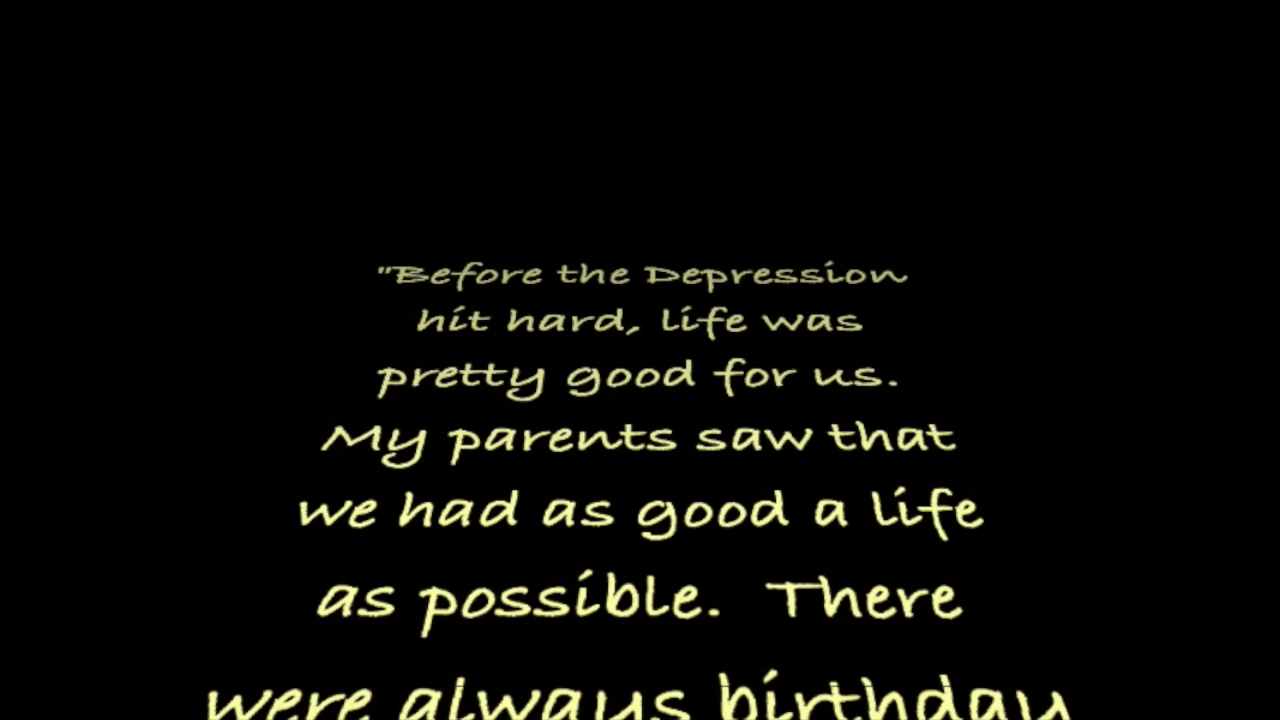 "Before the Depression
hit hard, life was
pretty good for us.
My parents saw that
we had as good a life
as possible.  There
were always birthday